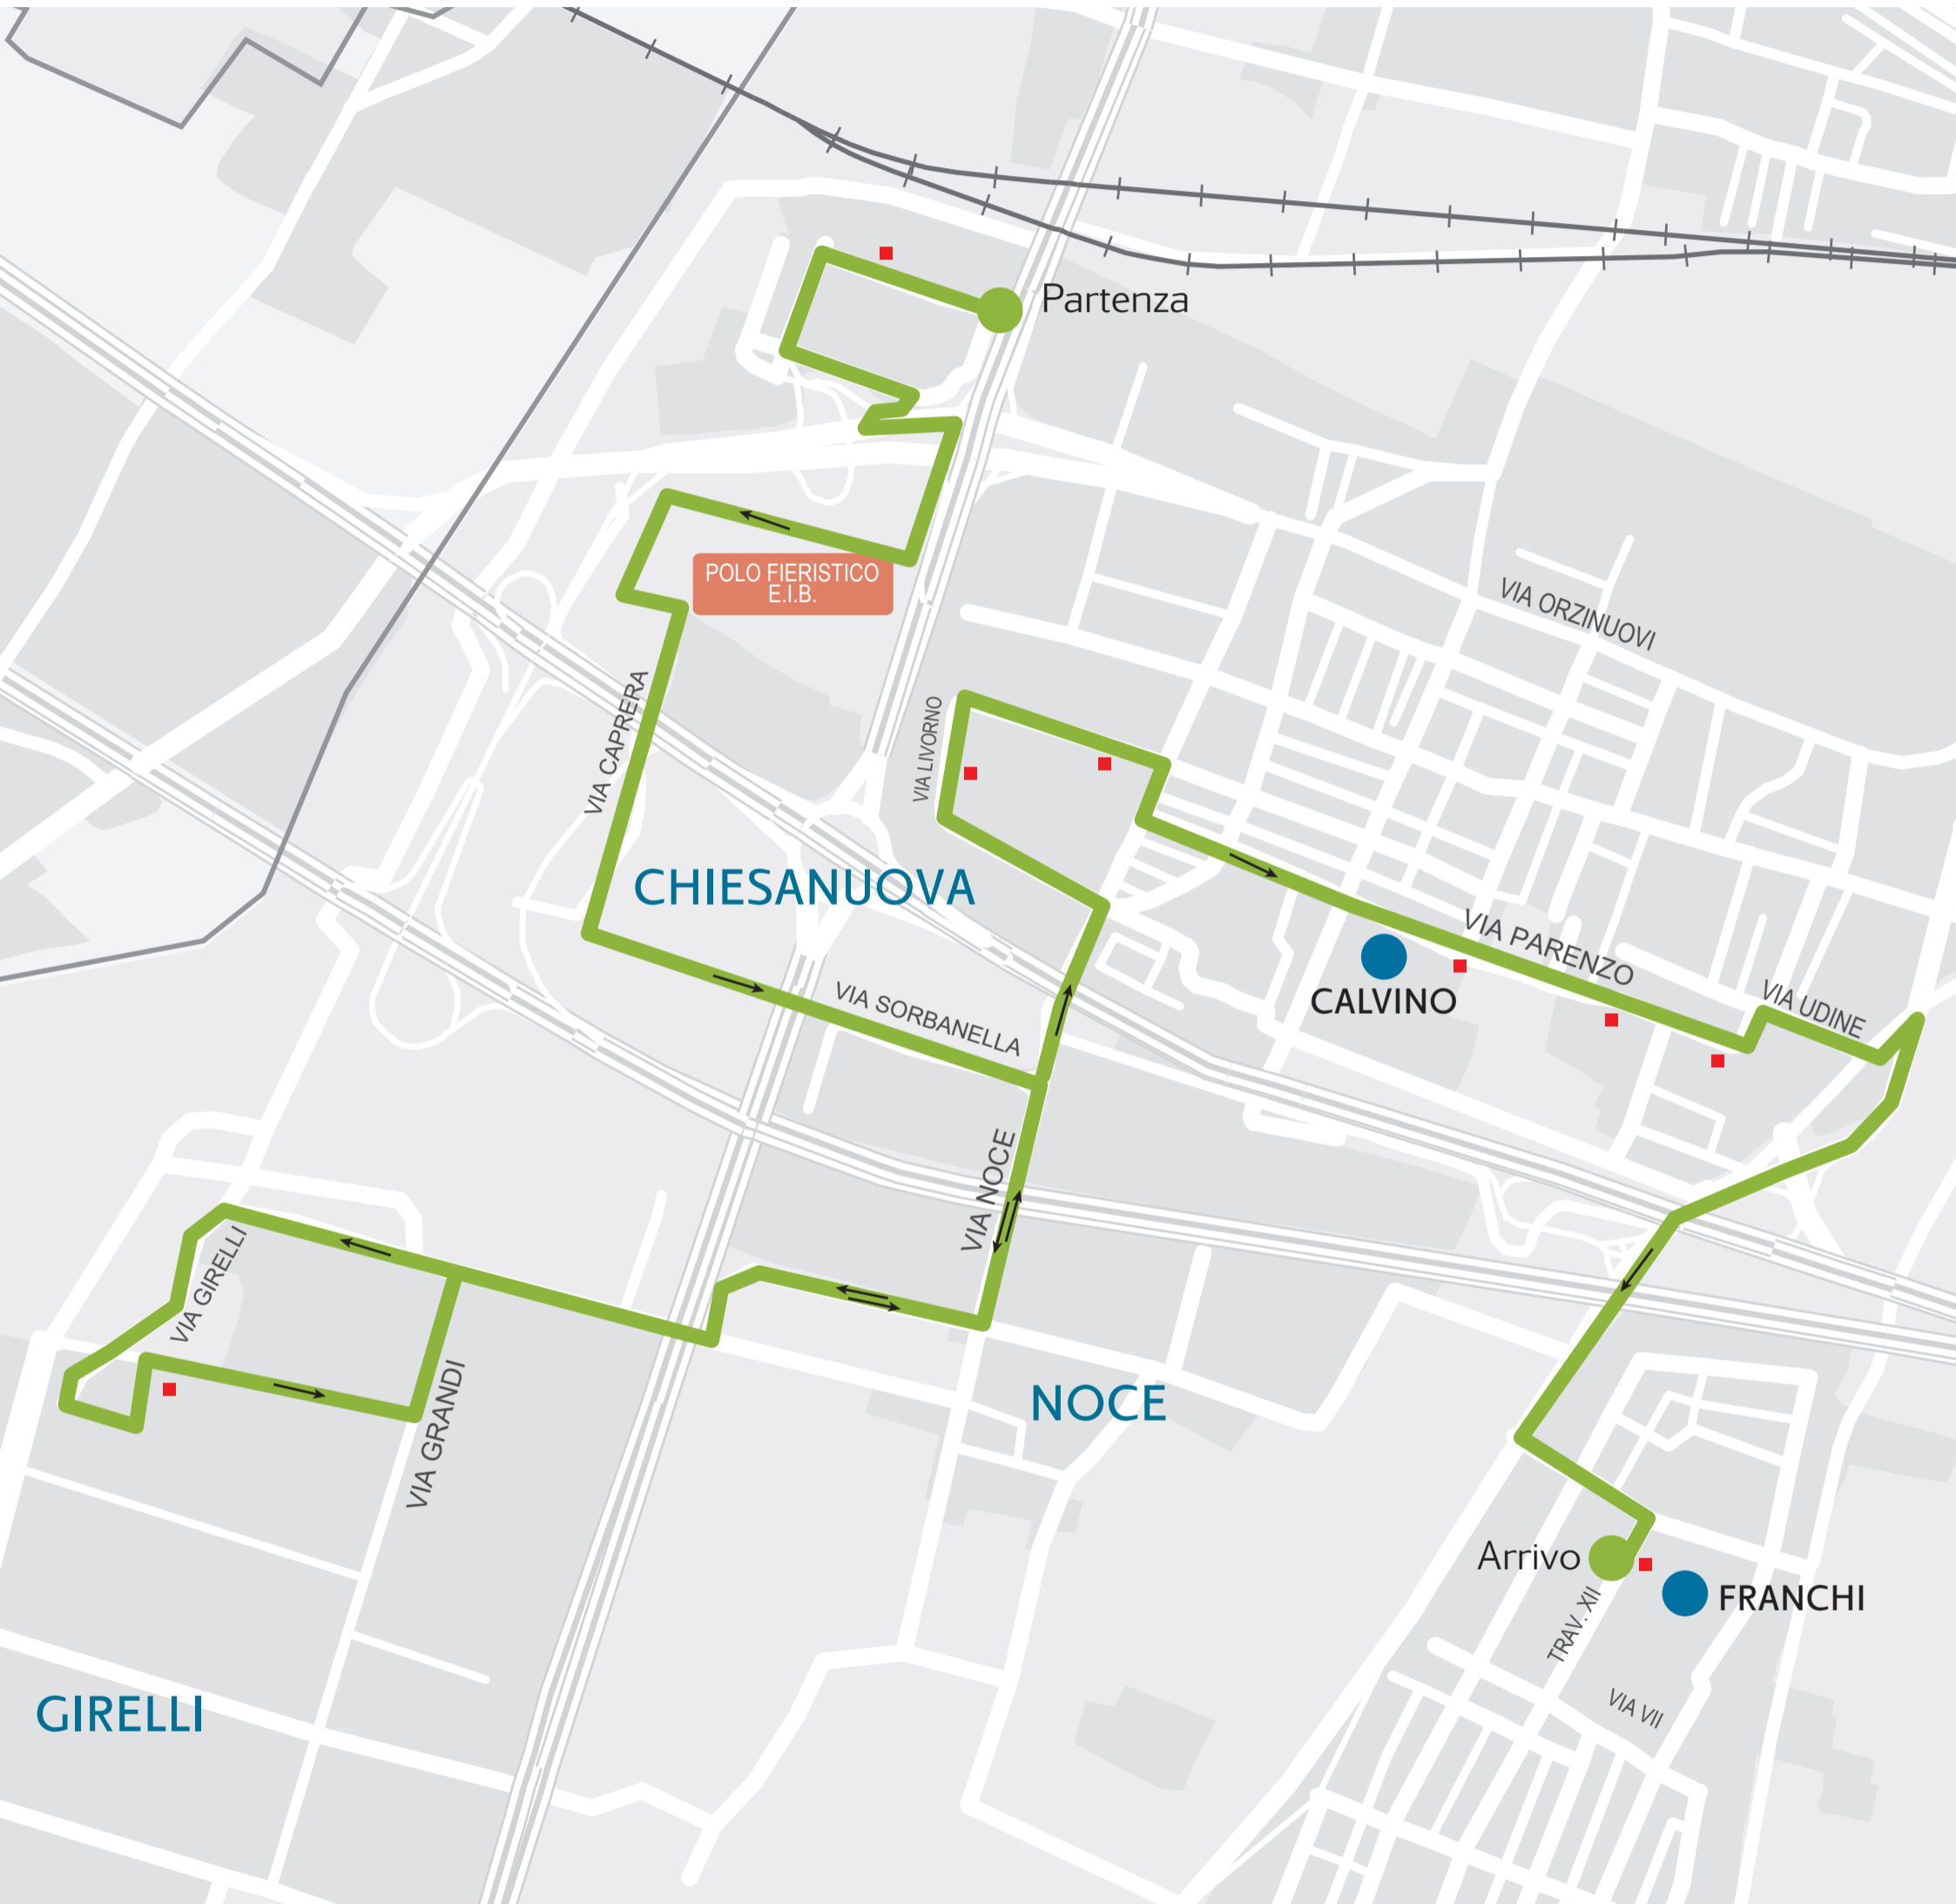 Partenza
POLO FIERISTICO
E.I.B.
VIA ORZINUOVI
VIA CAPRERA
VIA LIVORNO
CHIESANUOVA
VIA PARENZO
CALVINO
VIA UDINE
VIA SORBANELLA
VIA NOCE
VIA GIRELLI
VIA GRANDI
NOCE
Arrivo
FRANCHI
TRAV. XII
VIA VII
GIRELLI